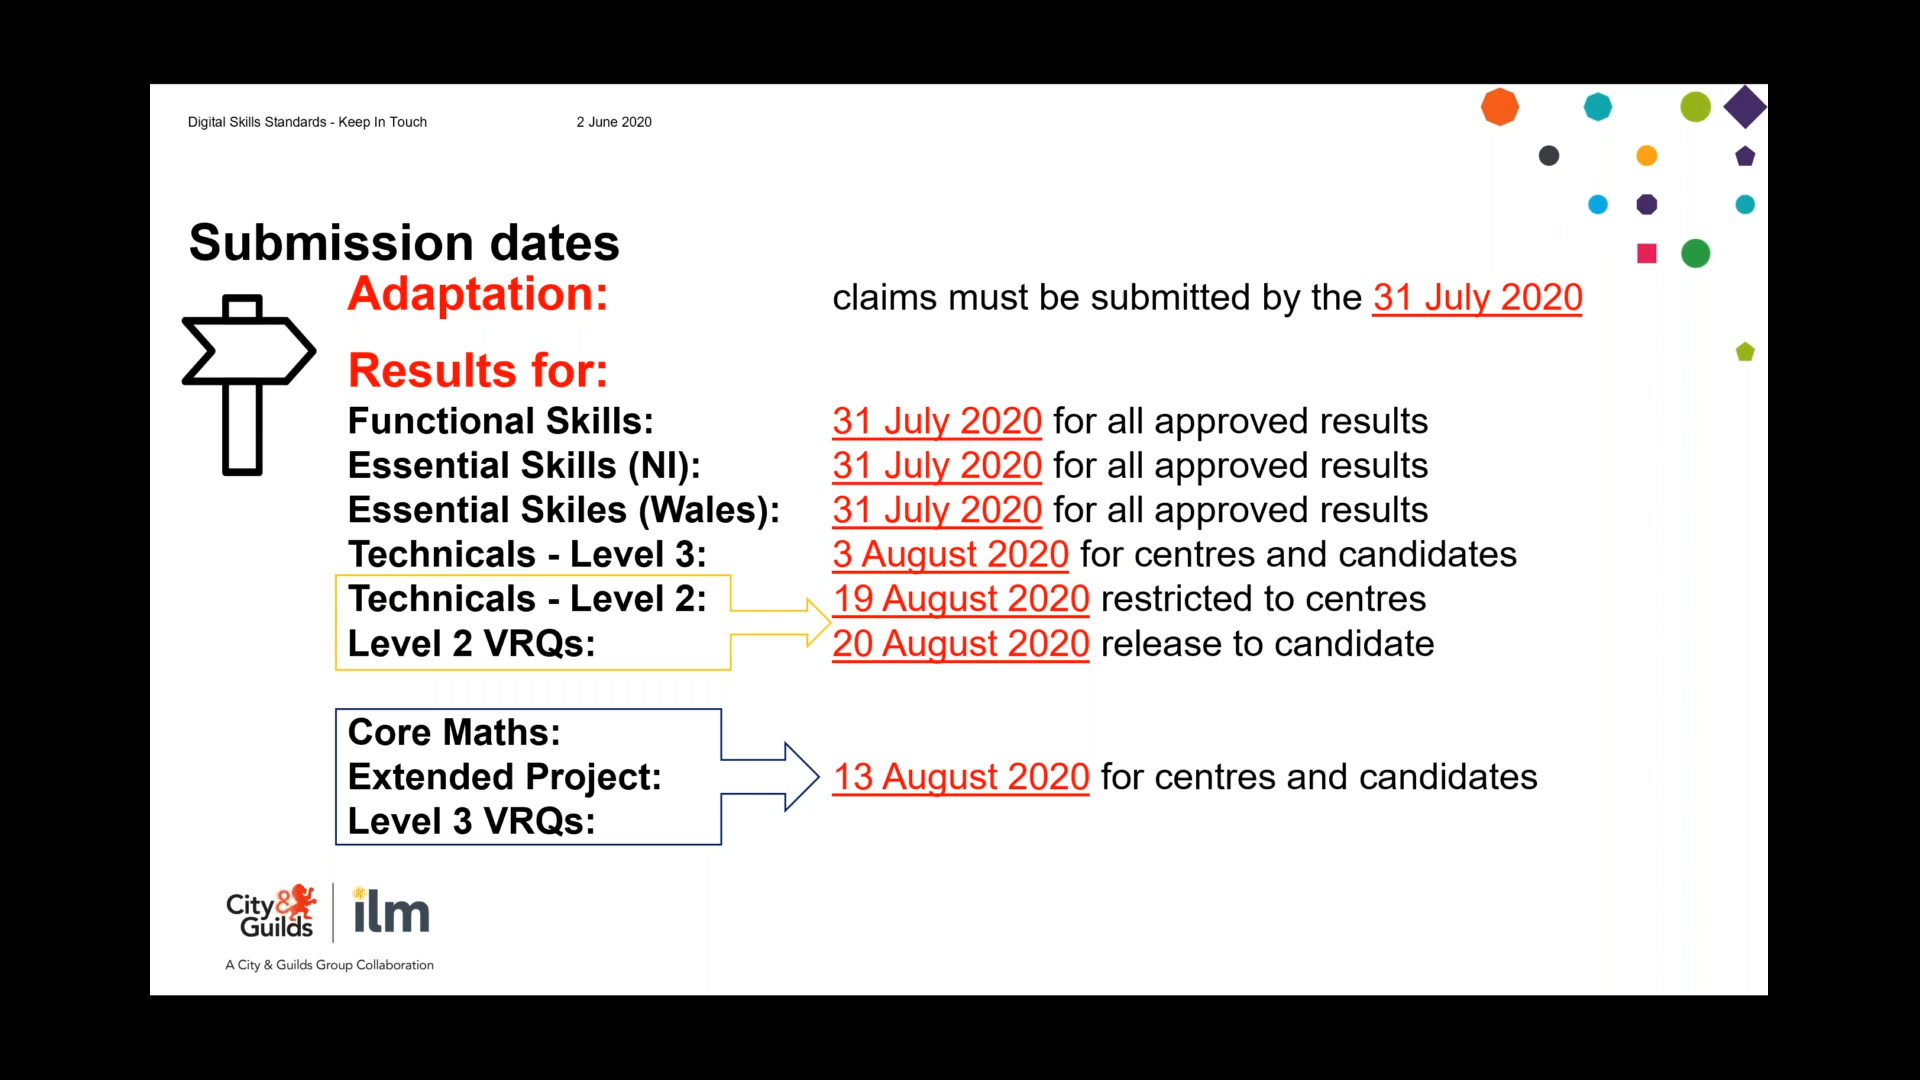 Digital Skills Standards - Keep In Touch 2 June 2020
Submission dates
Adaptation: claims must be submitted by the 31 July 2020
Results for:
Functional Skills: 31 July 2020 for all approved results
Essential Skills (NI): 31 July 2020 for all approved results
Essential Skiles (Wales): 31 July 2020 for all approved results
Technicals - Level 3: 3 August 2020 for centres and candidates
Technicals - Level 2: 19 August 2020 restricted to centres
Level 2 VRQs: 20 August 2020 release to candidate
Core Maths:
Extended Project: 13 August 2020 for centres and candidates
Level 3 VRQs:
City &
Guilds
ilm
A City & Guilds Group Collaboration